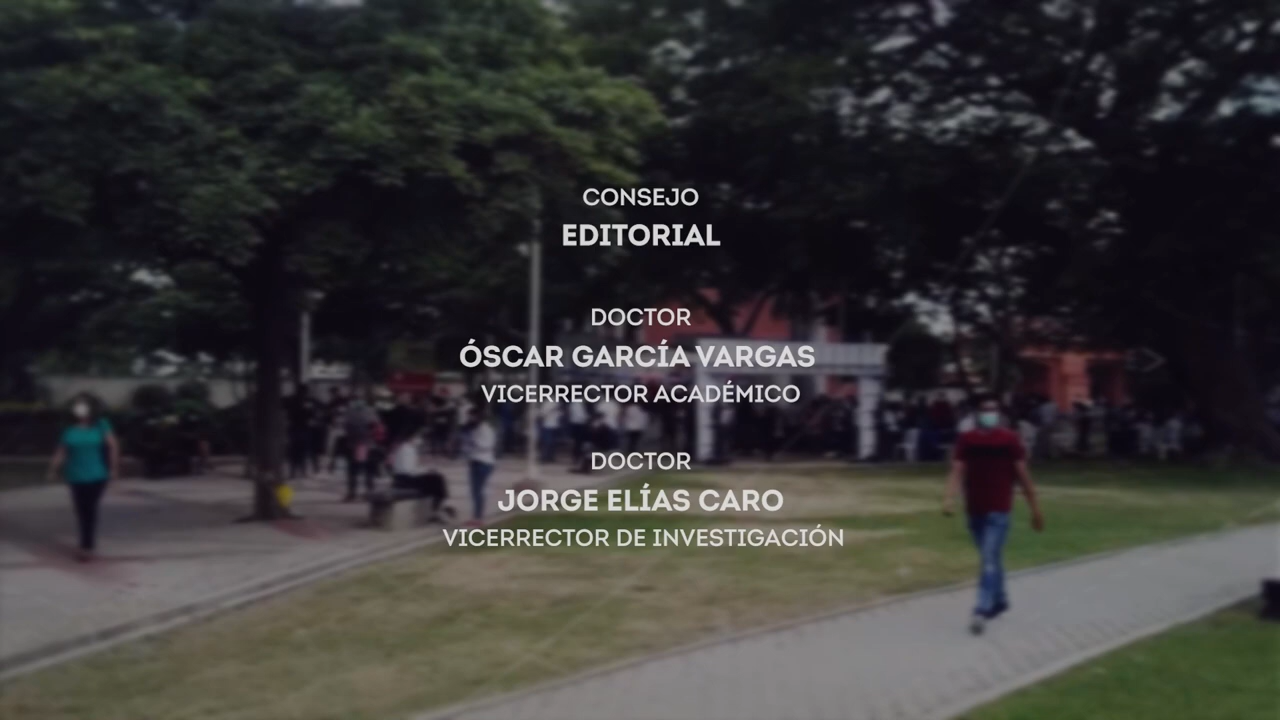 CONSEJO
EDITORIAL
DOCTOR
ÓSCAR GARCÍA VARGAS
VICERRECTOR ACADÉMICO
DOCTOR
JORGE ELÍAS CARO
VICERRECTOR DE INVESTIGACIÓN